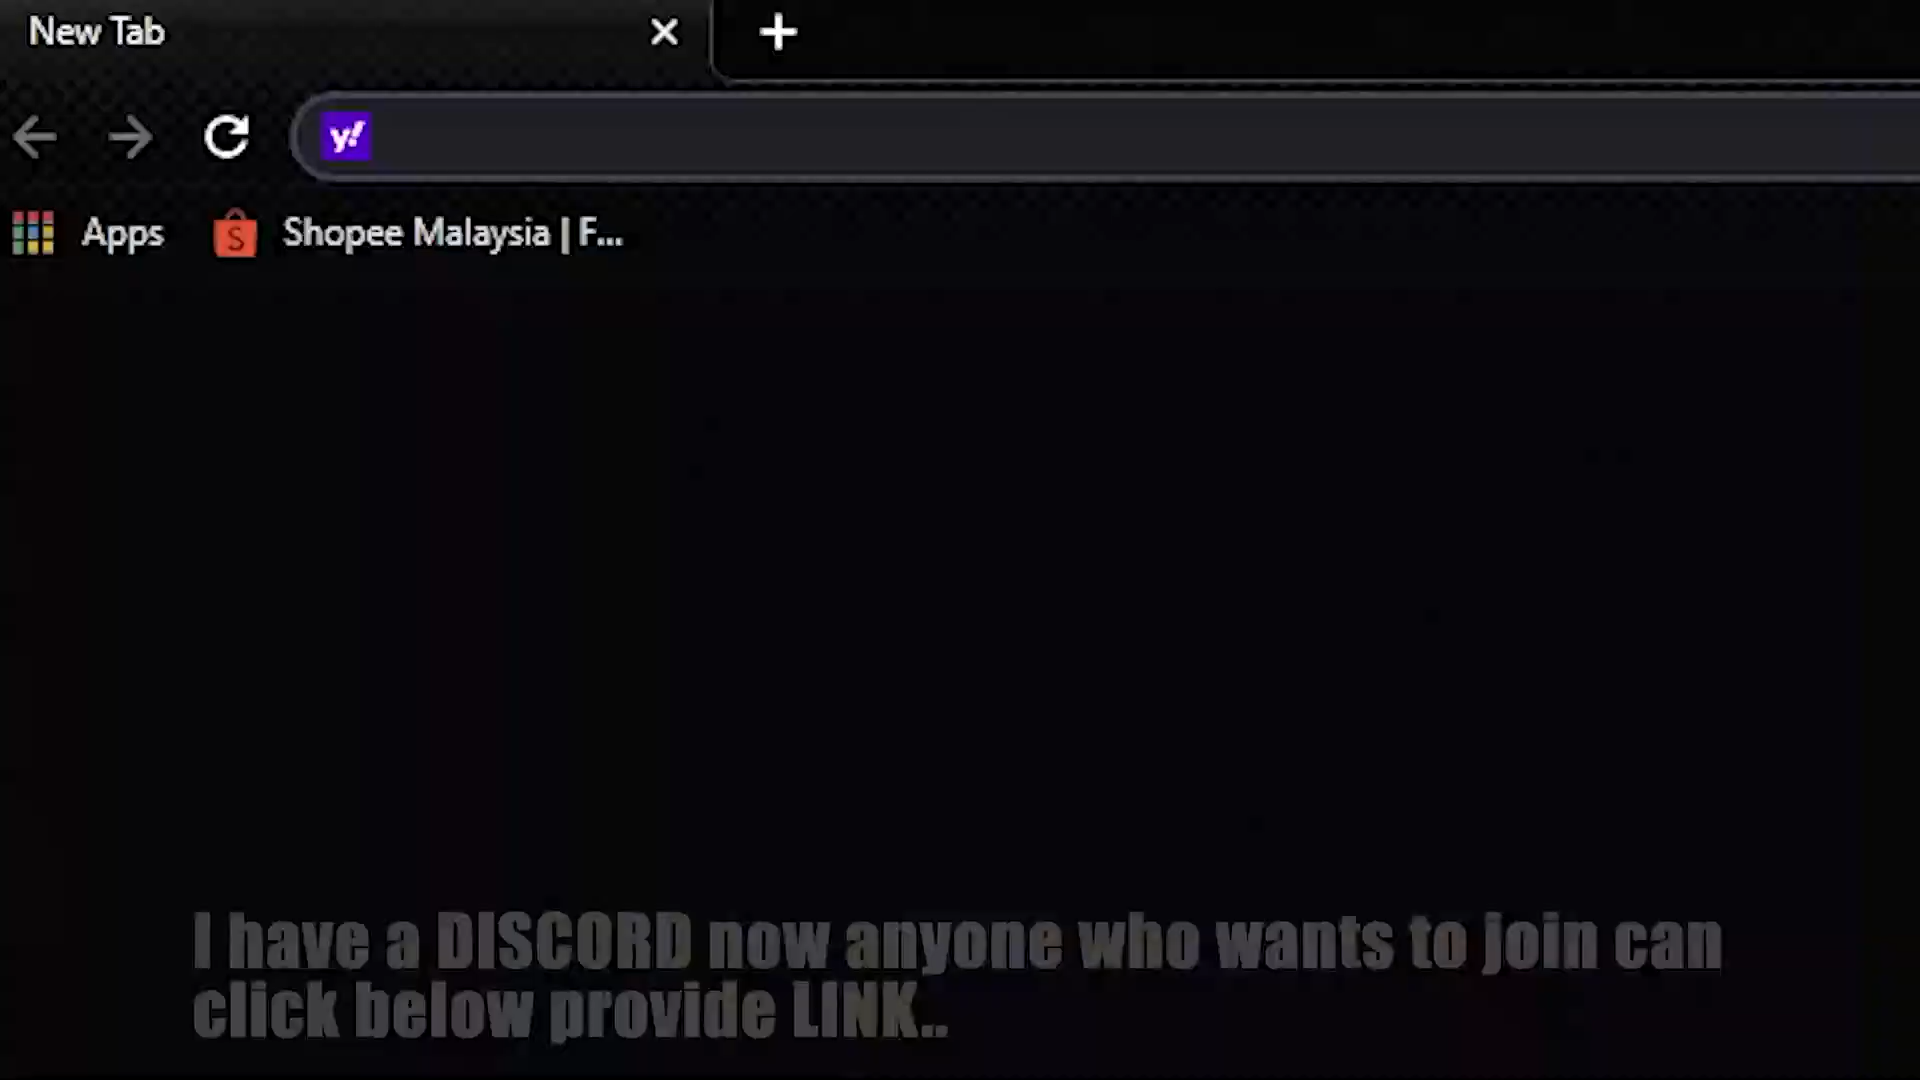 New Tab
y!
Apps
S
Shopee Malaysia | F...
I have a DISCORD now anyone who wants to join can
click below provide LINK..